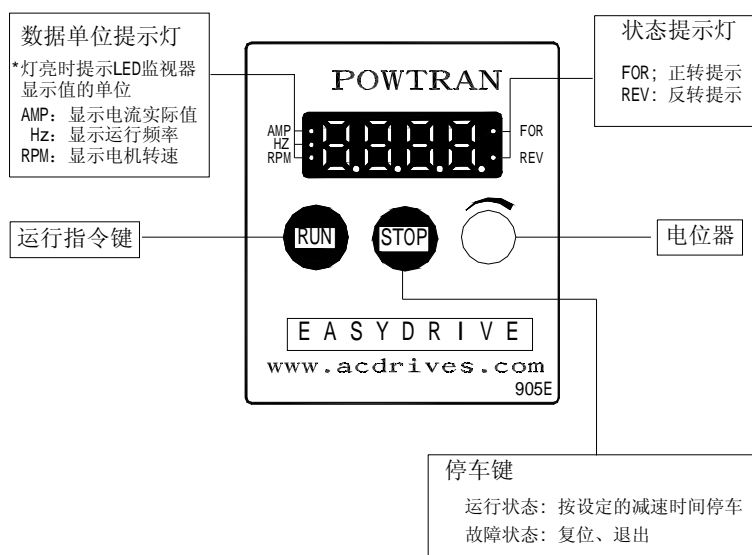 数据单位提示灯
*灯亮时提示LED监视器
显示值的单位
AMP: 显示电流实际值
Hz: 显示运行频率
RPM: 显示电机转速
状态提示灯
FOR; 正转提示
REV: 反转提示
POWTRAN
AMP
HZ
RPM
8.8.8.8.
FOR
REV
运行指令键
RUN
STOP
电位器
EASYDRIVE
www.acdrives.com
905E
停车键
运行状态: 按设定的减速时间停车
故障状态: 复位、退出